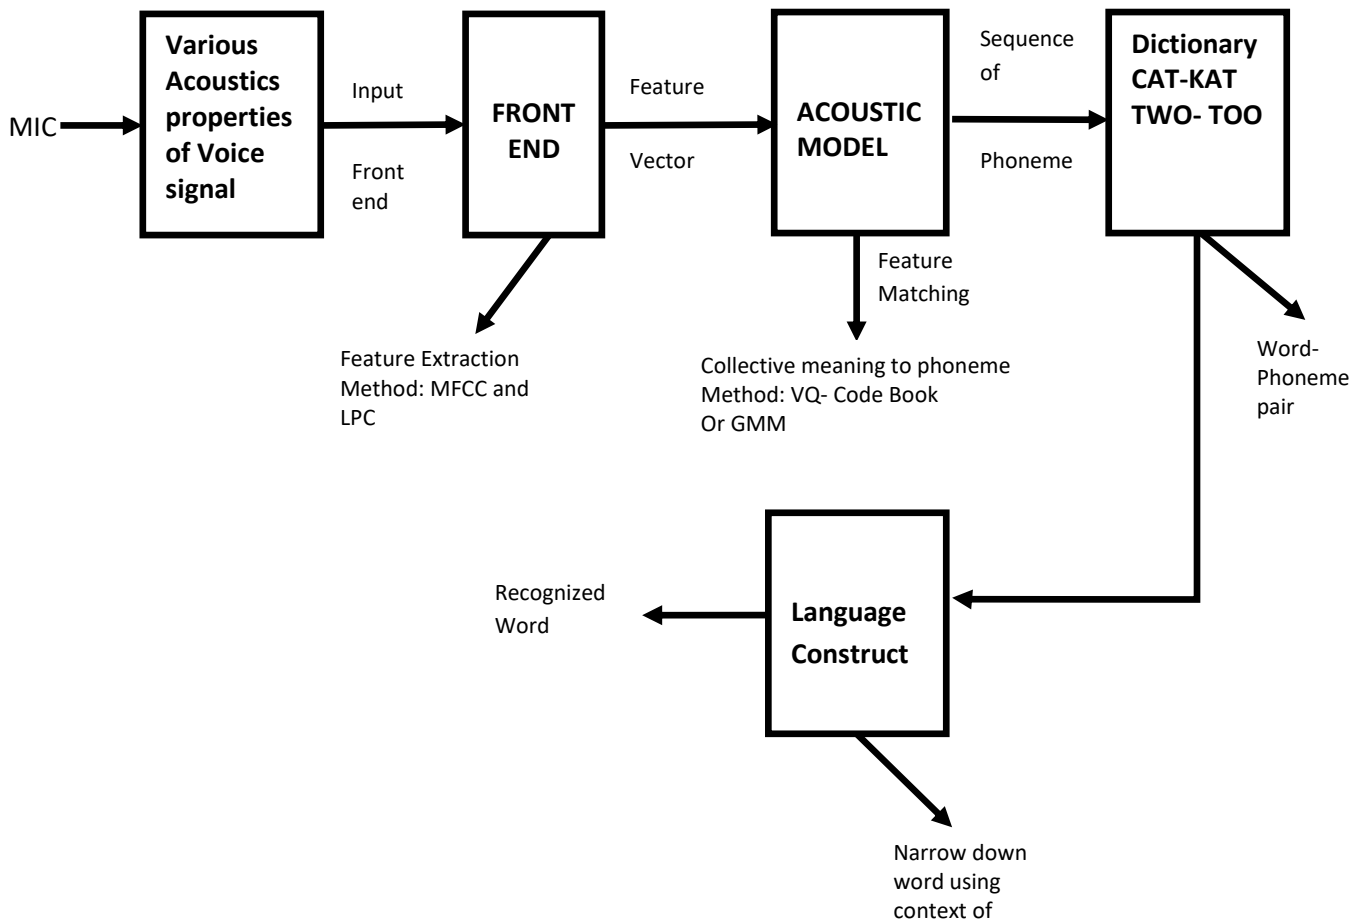 MIC
Various
Acoustics
properties
of Voice
signal
Input
Front
end
FRONT
END
Feature
Vector
ACOUSTIC
MODEL
Sequence
of
Phoneme
Dictionary
CAT-KAT
TWO- TOO
Feature Extraction
Method: MFCC and
LPC
Feature
Matching
Collective meaning to phoneme
Method: VQ- Code Book
Or GMM
Word-
Phoneme
pair
Language
Construct
Recognized
Word
Narrow down
word using
context of